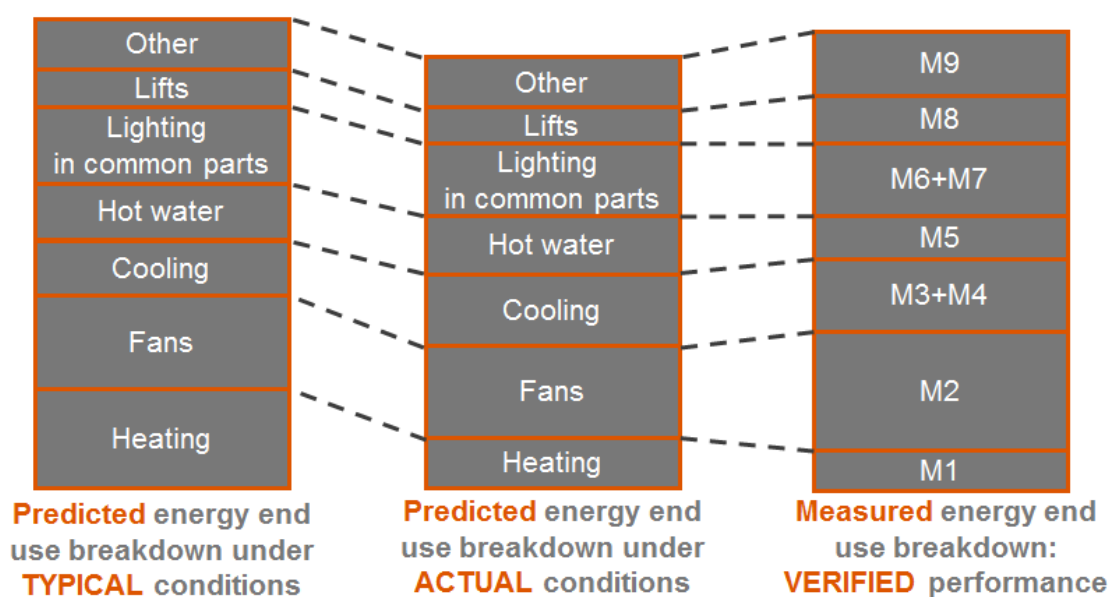 Other
Lifts
Lighting
in common parts
Hot water
Cooling
Fans
Heating
Predicted energy end
use breakdown under
TYPICAL conditions
Other
Lifts
Lighting
in common parts
Hot water
Cooling
Fans
Heating
Predicted energy end
use breakdown under
ACTUAL conditions
M9
M8
M6+M7
M5
M3+M4
M2
M1
Measured energy end
use breakdown:
VERIFIED performance